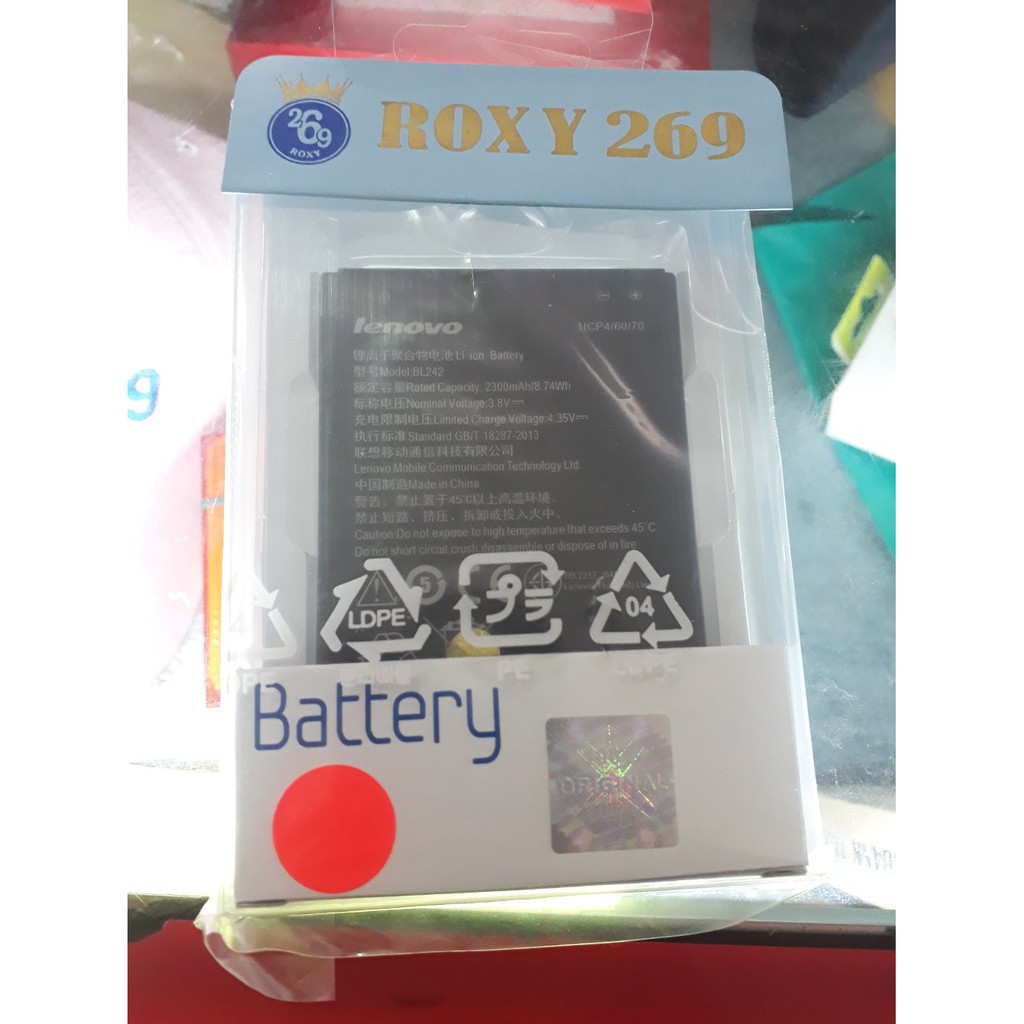 269
ROXY
ROXY 269
lenovo
1ICP4/60/70
锂离子聚合物电池Li-ion Battery
型号Model:BL242
额定容量Rated Capacity: 2300mAh/8.74Wh
标称电压Nominal Voltage:3.8V
充电限制电压Limited Charge Voltage:4.35V
执行标准Standard GB/T 18287-2013
联想移动通信科技有限公司
Lenovo Mobile Communication Technology Ltd.
中国制造Made in China
警告：禁止置于45℃以上高温环境。
禁止短路、挤压、拆卸或投入火中。
Caution:Do not expose to high temperature that exceeds 45℃
Do not short circuit,crush,disassemble or dispose of in fire
5
4
LDPE
プラ
04
PE
LDPE
Battery
ORIGINAL
9